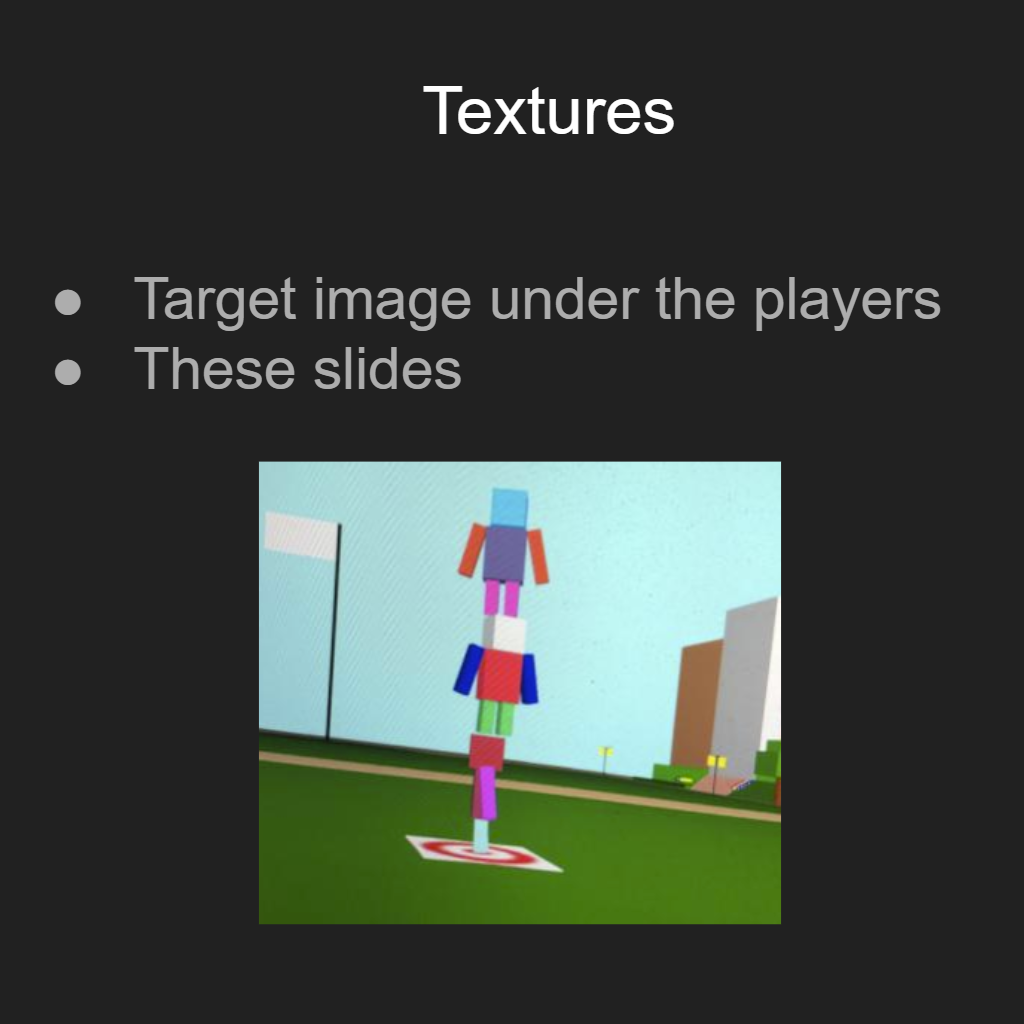 Textures
● Target image under the players
● These slides